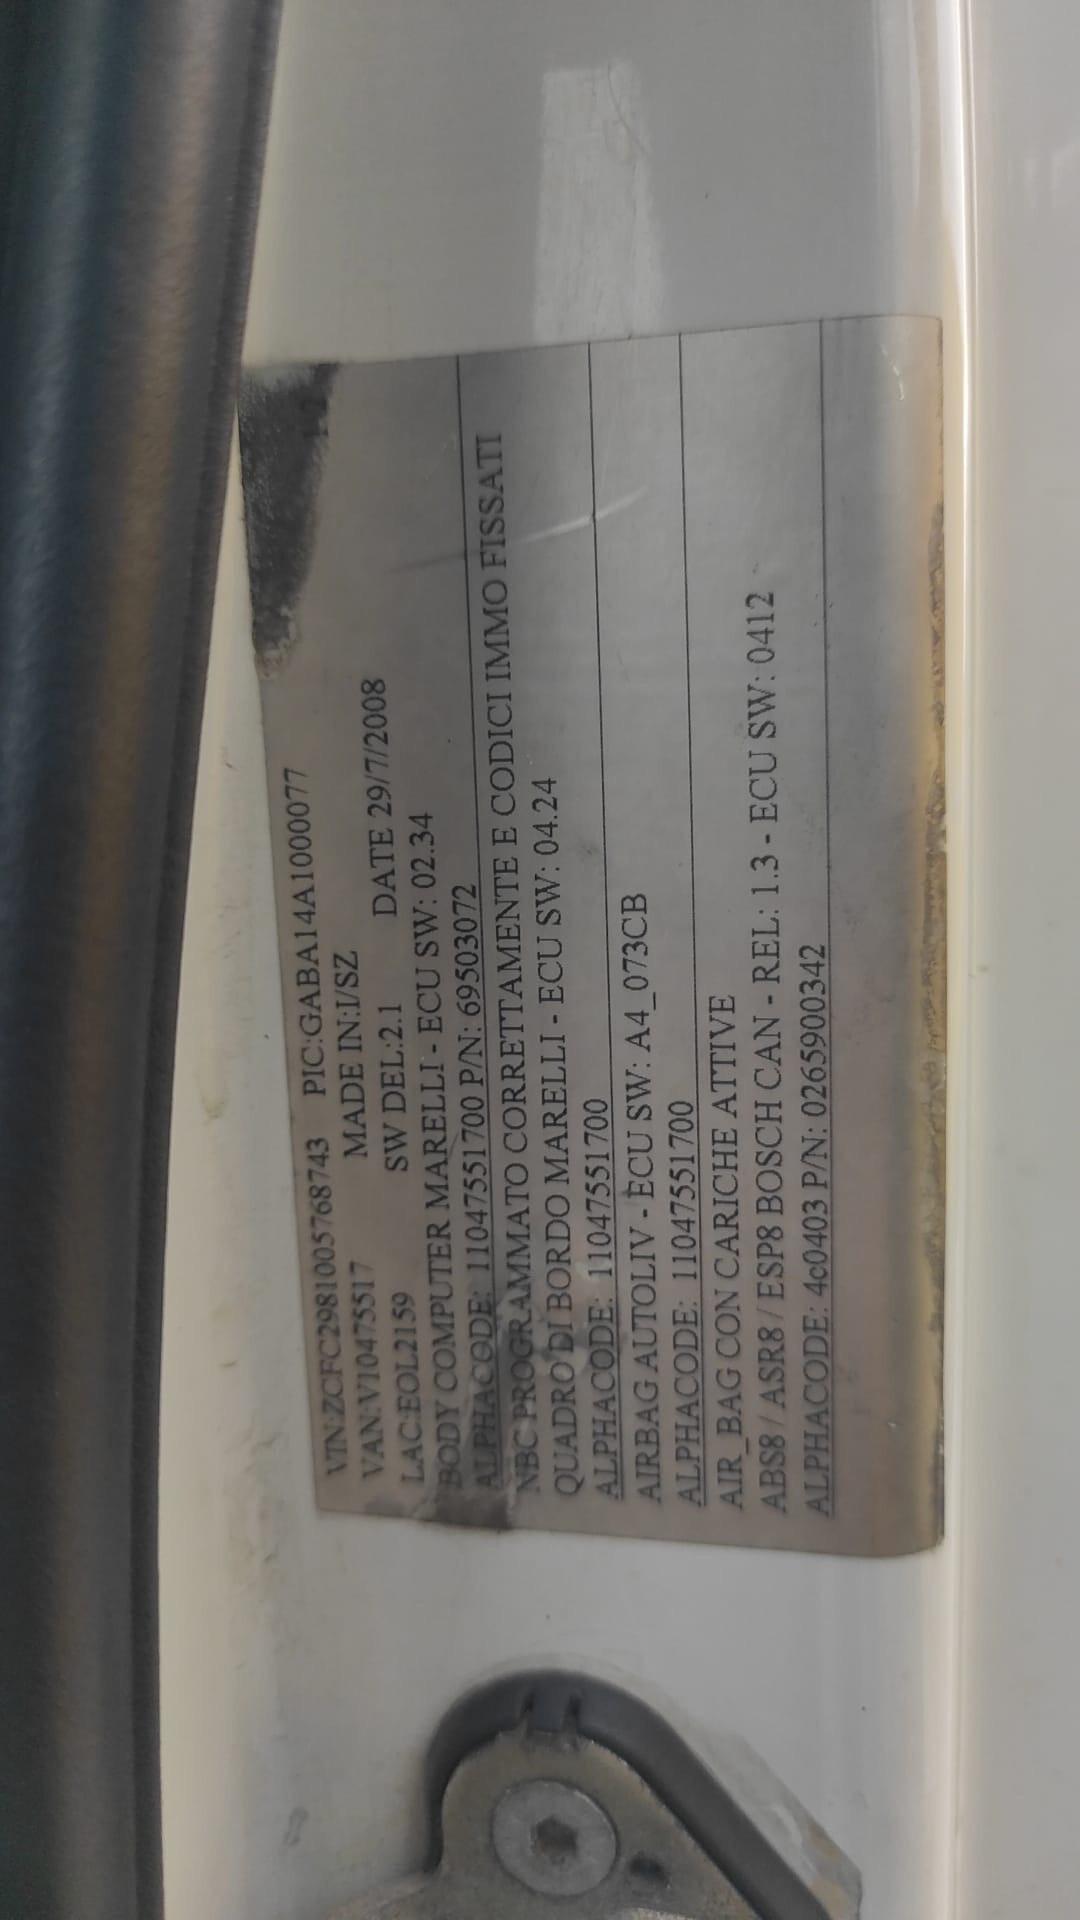 VIN:ZCFC2981005768743 PIC:GABA14A1000077
VAN:V10475517 MADE IN:I/SZ
LAC:EOL2159 SW DEL:2.1 DATE 29/7/2008
BODY COMPUTER MARELLI - ECU SW: 02.34
ALPHACODE: 11047551700 P/N: 69503072
NBC PROGRAMMATO CORRETTAMENTE E CODICI IMMO FISSATI
QUADRO DI BORDO MARELLI - ECU SW: 04.24
ALPHACODE: 11047551700
AIRBAG AUTOLIV - ECU SW: A4_073CB
ALPHACODE: 11047551700
AIR_BAG CON CARICHE ATTIVE
ABS8 / ASR8 / ESP8 BOSCH CAN - REL: 1.3 - ECU SW: 0412
ALPHACODE: 4c0403 P/N: 0265900342